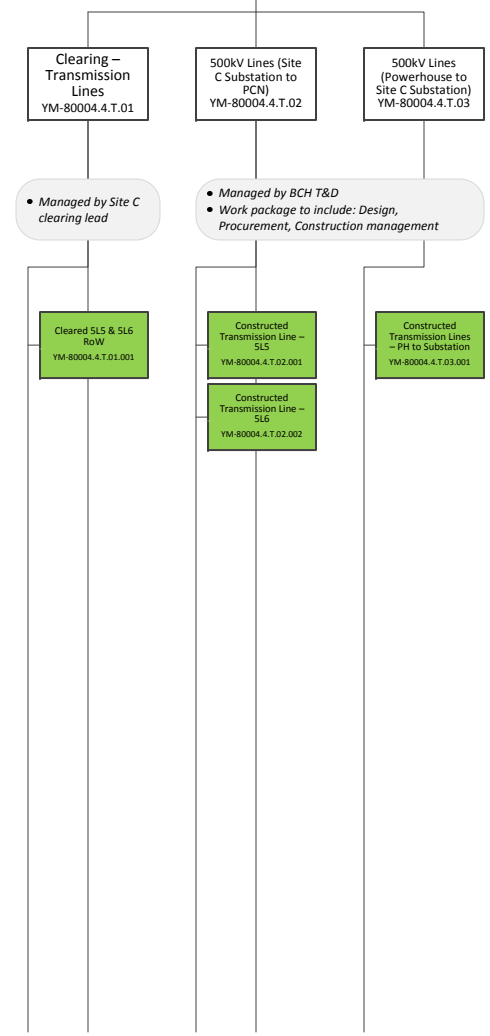 Clearing –
Transmission
Lines
YM-80004.4.T.01
500kV Lines (Site
C Substation to
PCN)
YM-80004.4.T.02
500kV Lines
(Powerhouse to
Site C Substation)
YM-80004.4.T.03
• Managed by Site C
clearing lead
• Managed by BCH T&D
• Work package to include: Design,
Procurement, Construction management
Cleared 5L5 & 5L6
RoW
YM-80004.4.T.01.001
Constructed
Transmission Line –
5L5
YM-80004.4.T.02.001
Constructed
Transmission Lines
– PH to Substation
YM-80004.4.T.03.001
Constructed
Transmission Line –
5L6
YM-80004.4.T.02.002